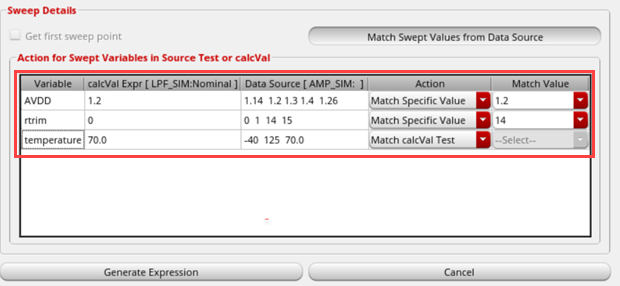 Sweep Details
Get first sweep point
Match Swept Values from Data Source
Action for Swept Variables in Source Test or calcVal
Variable calcVal Expr [ LPF_SIM:Nominal ] Data Source [ AMP_SIM: ] Action Match Value
AVDD 1.2 1.14 1.2 1.3 1.4 1.26 Match Specific Value 1.2
rtrim 0 0 1 14 15 Match Specific Value 14
temperature 70.0 -40 125 70.0 Match calcVal Test --Select--
Generate Expression Cancel